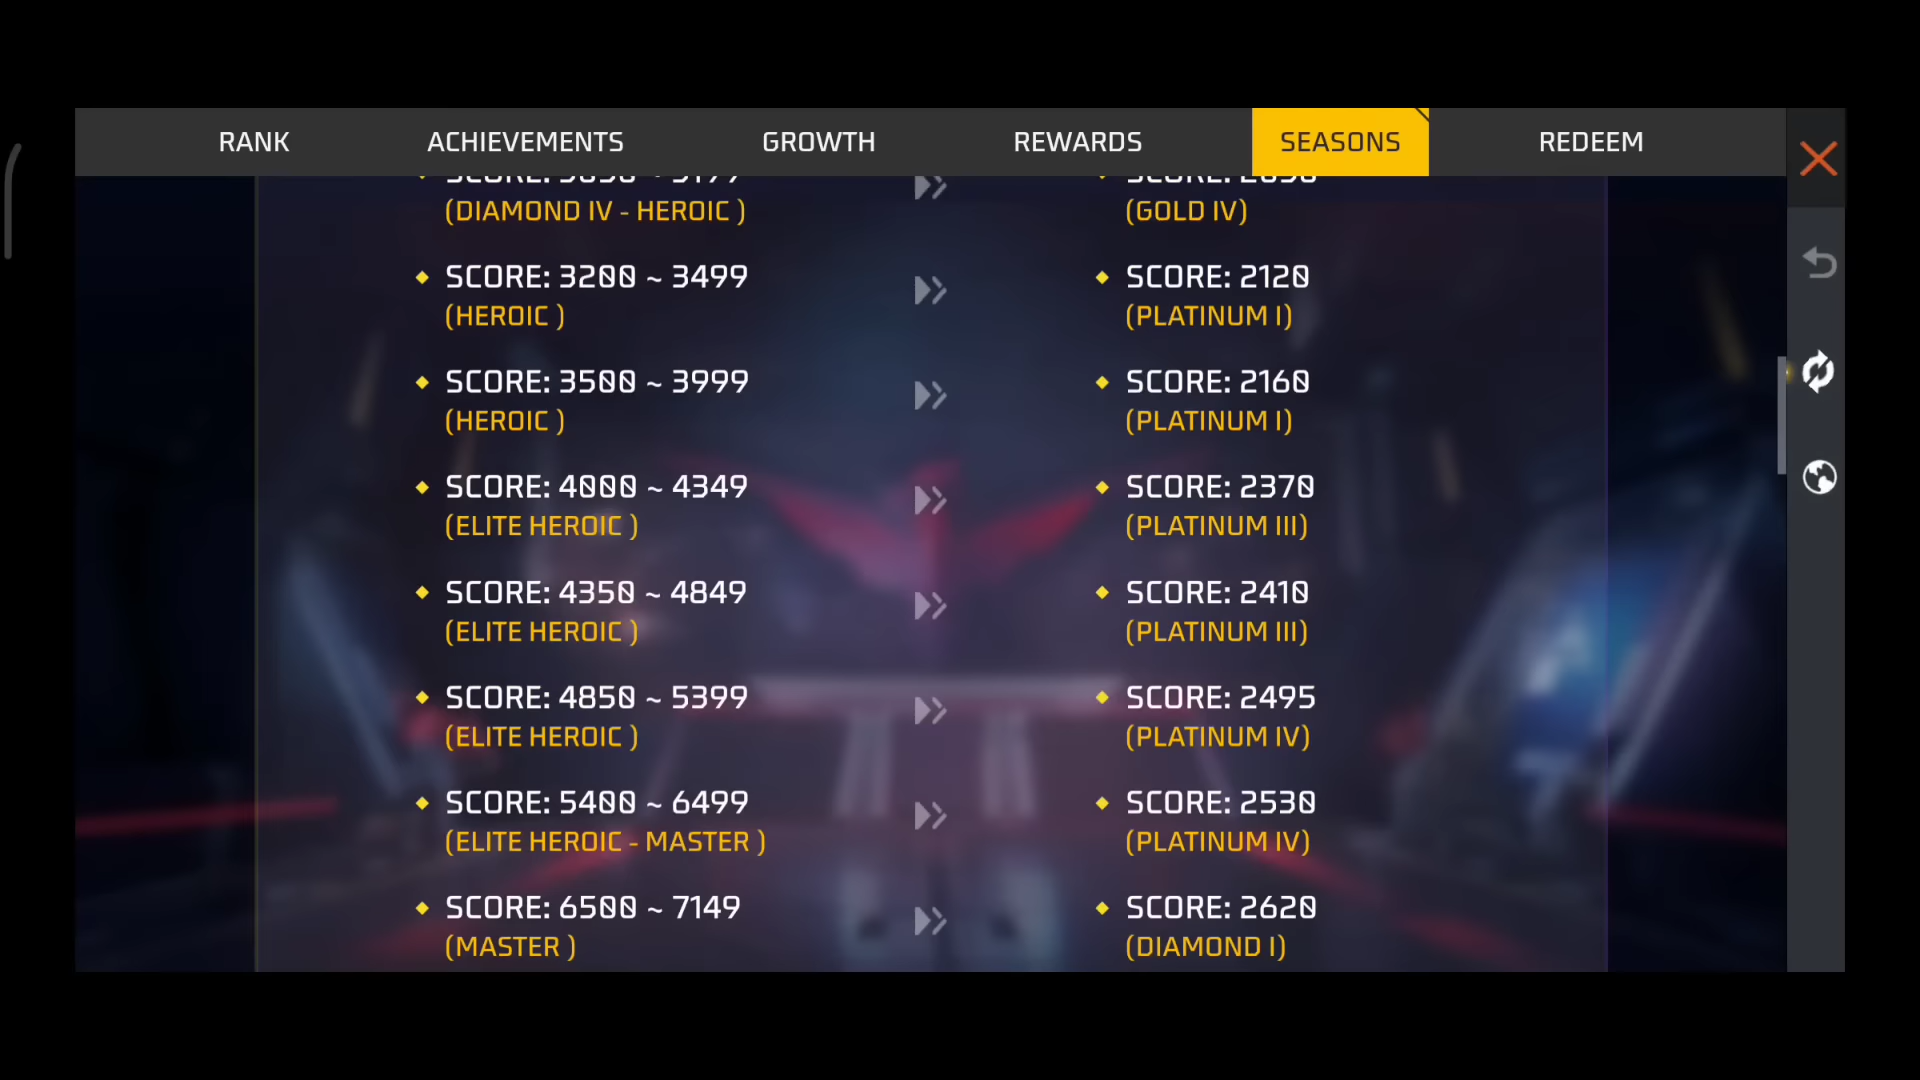 RANK ACHIEVEMENTS GROWTH REWARDS SEASONS REDEEM
(DIAMOND IV - HEROIC ) (GOLD IV)
SCORE: 3200 ~ 3499 SCORE: 2120
(HEROIC ) (PLATINUM I)
SCORE: 3500 ~ 3999 SCORE: 2160
(HEROIC ) (PLATINUM I)
SCORE: 4000 ~ 4349 SCORE: 2370
(ELITE HEROIC ) (PLATINUM III)
SCORE: 4350 ~ 4849 SCORE: 2410
(ELITE HEROIC ) (PLATINUM III)
SCORE: 4850 ~ 5399 SCORE: 2495
(ELITE HEROIC ) (PLATINUM IV)
SCORE: 5400 ~ 6499 SCORE: 2530
(ELITE HEROIC - MASTER ) (PLATINUM IV)
SCORE: 6500 ~ 7149 SCORE: 2620
(MASTER ) (DIAMOND I)